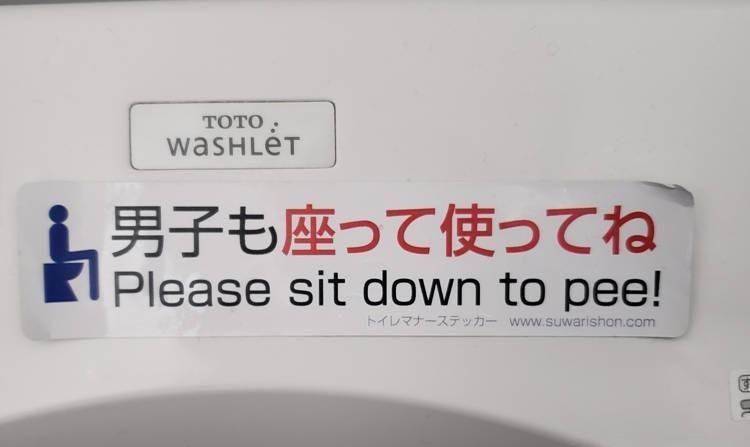 TOTO
WASHLET
男子も座って使ってね
Please sit down to pee!
トイレマナーステッカー www.suwarishon.com